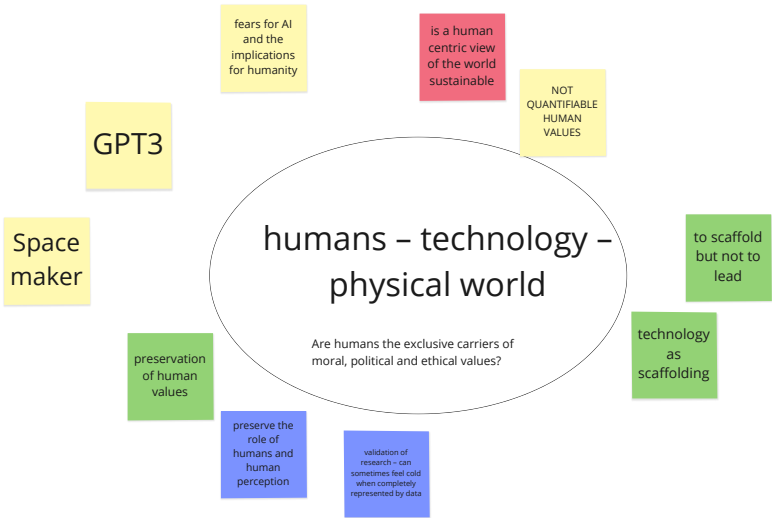 fears for AI
and the
implications
for humanity
is a human
centric view
of the world
sustainable
NOT
QUANTIFIABLE
HUMAN
VALUES
GPT3
Space
maker
humans – technology –
physical world
Are humans the exclusive carriers of
moral, political and ethical values?
to scaffold
but not to
lead
technology
as
scaffolding
preservation
of human
values
preserve the
role of
humans and
human
perception
validation of
research – can
sometimes feel cold
when completely
represented by data